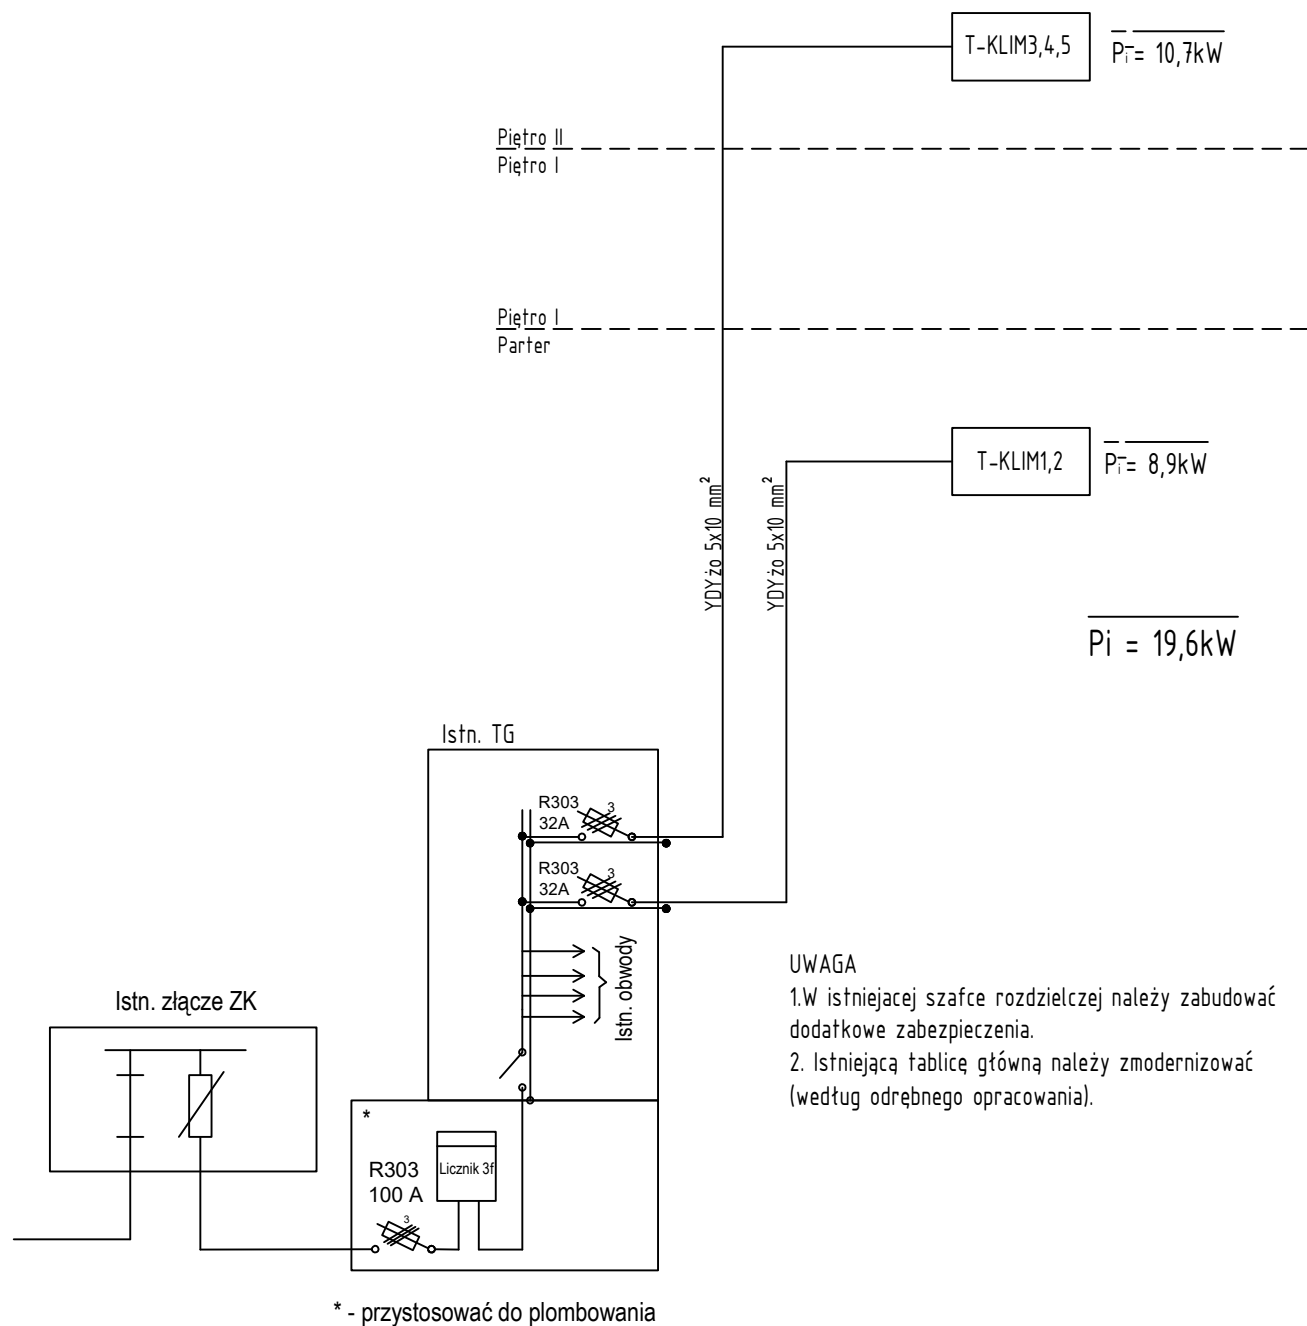 T-KLIM3,4,5
Pi = 10,7kW
Piętro II
Piętro I
Piętro I
Parter
T-KLIM1,2
Pi = 8,9kW
YDYżo 5x10 mm²
YDYżo 5x10 mm²
Pi = 19,6kW
Istn. TG
R303
32A
3
R303
32A
3
Istn. obwody
UWAGA
1.W istniejacej szafce rozdzielczej należy zabudować
dodatkowe zabezpieczenia.
2. Istniejącą tablicę główną należy zmodernizować
(według odrębnego opracowania).
Istn. złącze ZK
*
R303
100 A
3
Licznik 3f
* - przystosować do plombowania